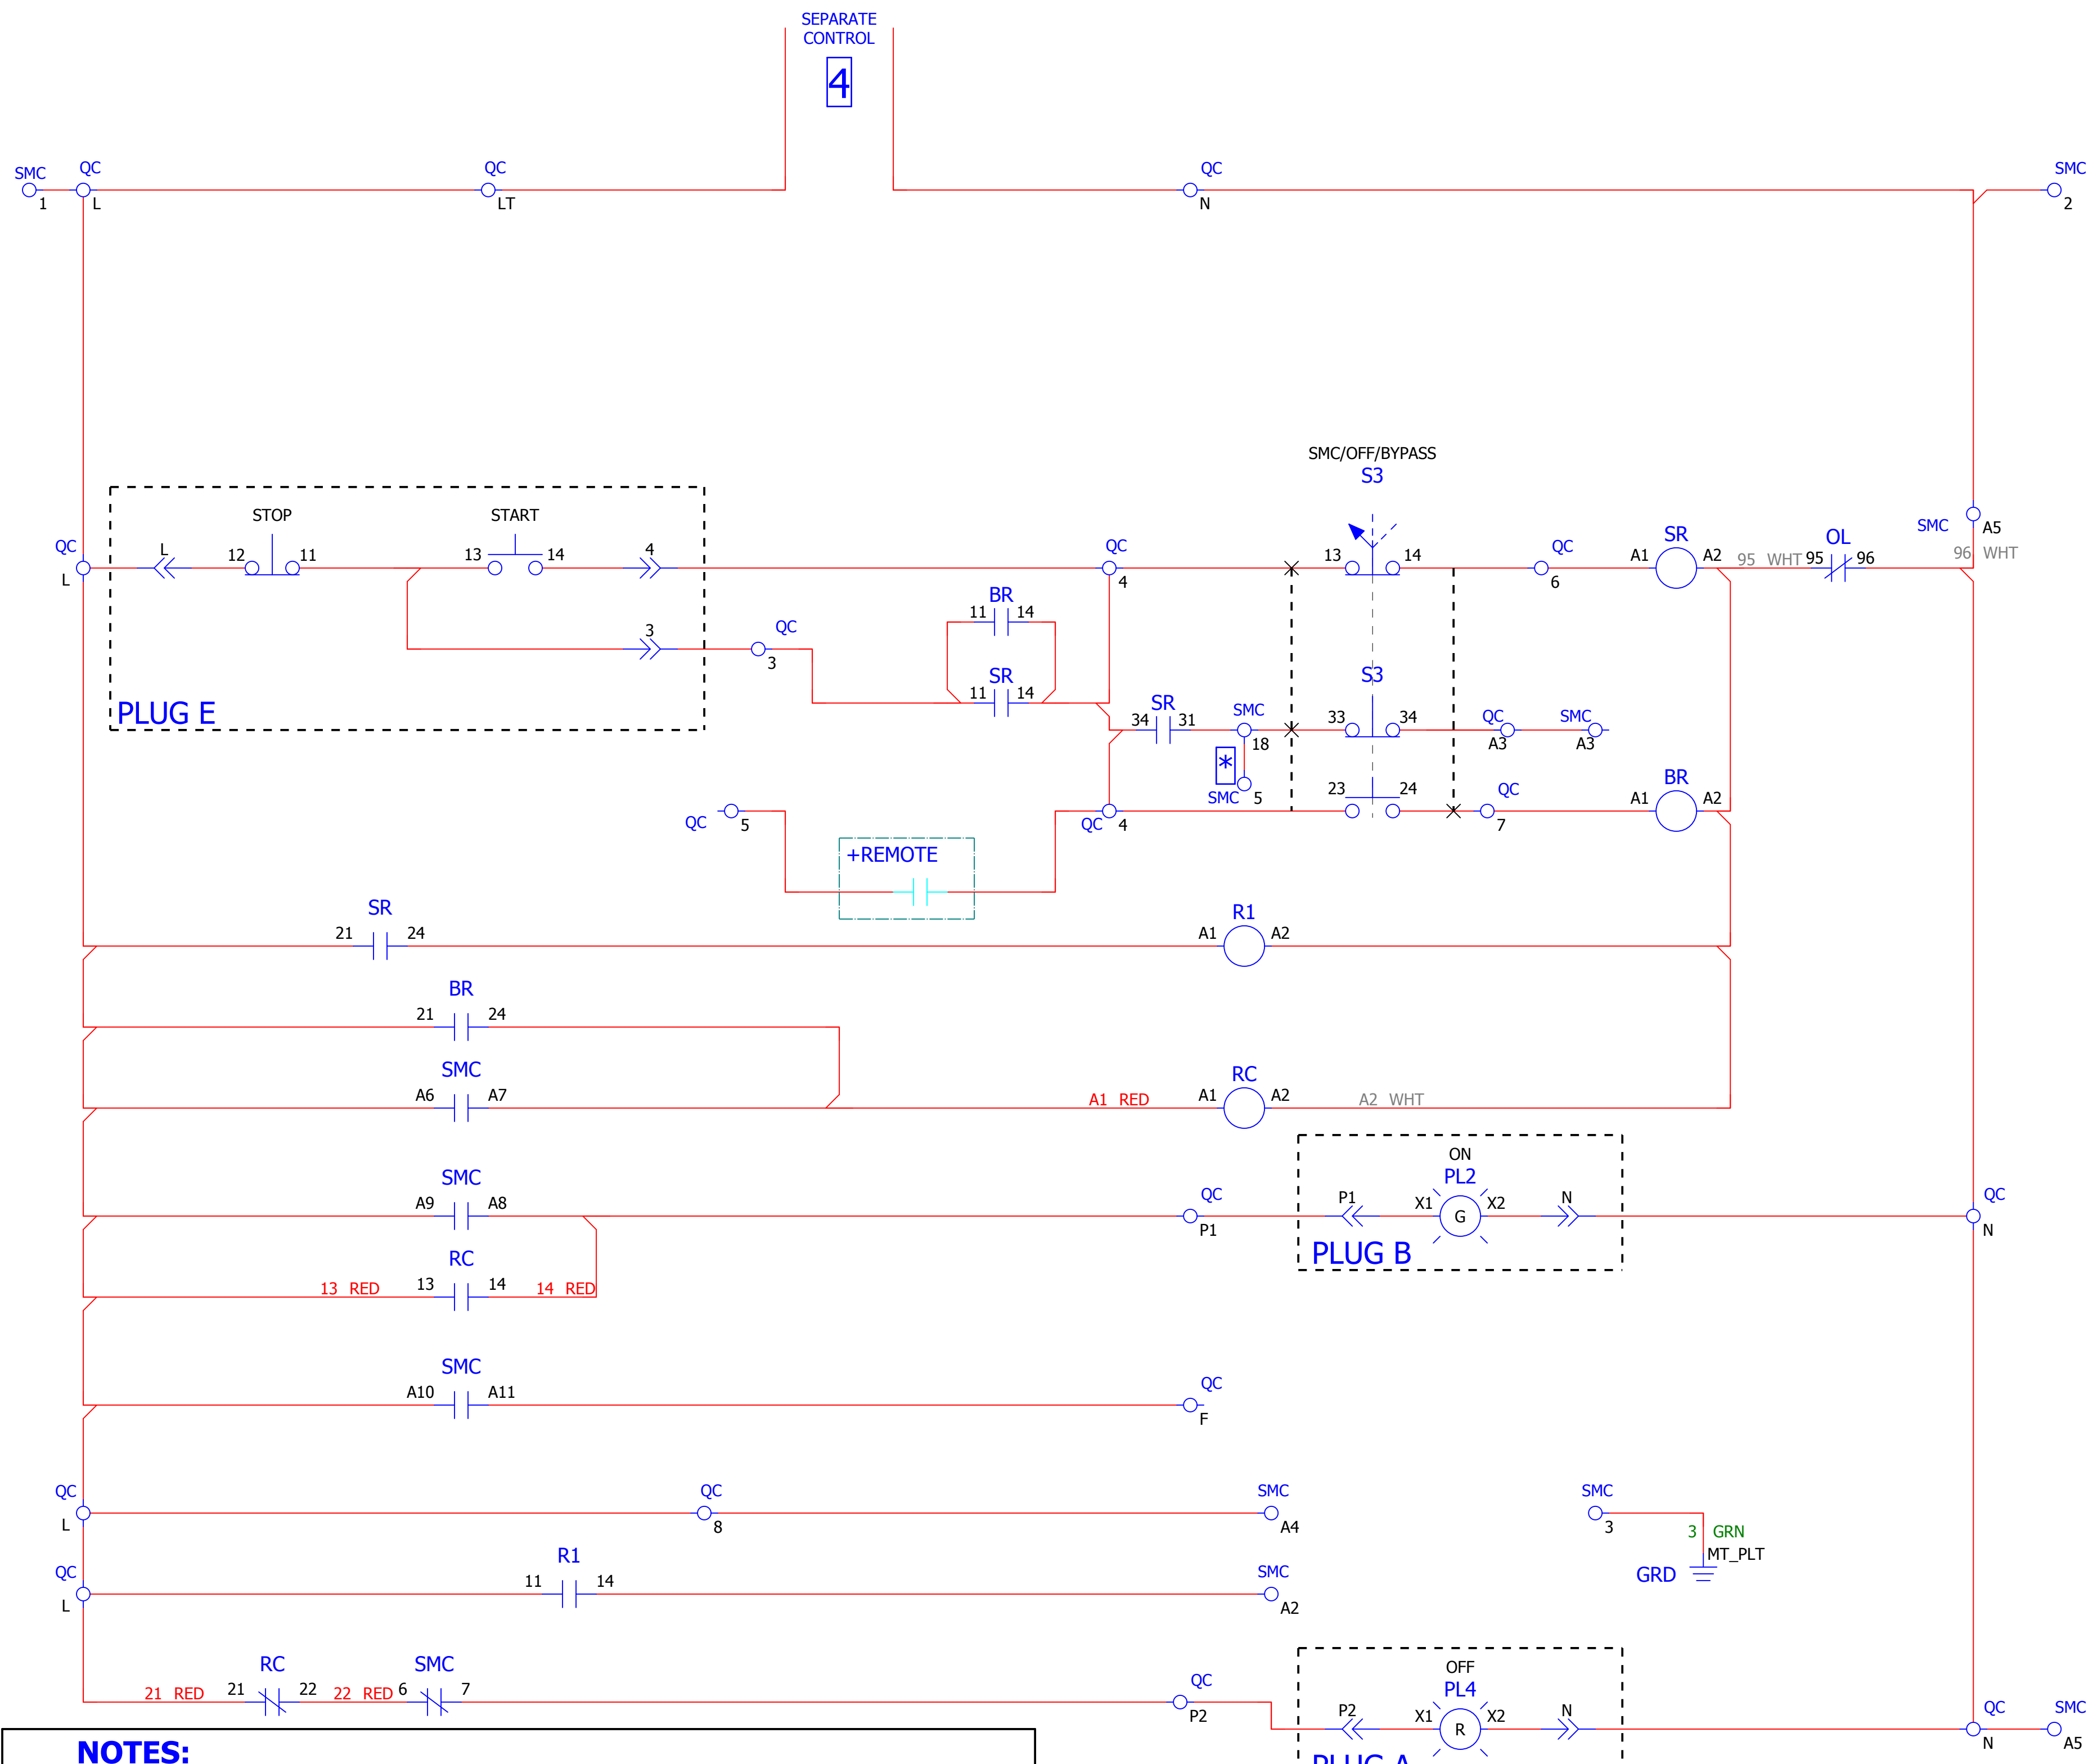 SEPARATE
CONTROL
4
SMC
1
QC
L
QC
LT
QC
N
SMC
2
SMC/OFF/BYPASS
S3
STOP
START
QC
L
L
12
11
13
14
4
QC
4
13
14
QC
6
A1
SR
A2
95 WHT
95
OL
96
SMC
A5
96 WHT
3
QC
3
PLUG E
BR
11
14
SR
11
14
SR
34
31
SMC
18
*
SMC
5
S3
33
34
QC
A3
SMC
A3
QC
5
QC
4
23
24
QC
7
BR
A1
A2
+REMOTE
SR
21
24
R1
A1
A2
BR
21
24
SMC
A6
A7
A1 RED
RC
A1
A2
A2 WHT
SMC
A9
A8
QC
P1
ON
PL2
P1
X1
G
X2
N
PLUG B
QC
N
RC
13 RED
13
14
14 RED
SMC
A10
A11
QC
F
QC
L
QC
8
SMC
A4
SMC
3
3 GRN
MT_PLT
GRD
QC
L
R1
11
14
SMC
A2
RC
21 RED
21
22
22 RED
SMC
6
7
QC
P2
OFF
PL4
P2
X1
R
X2
N
PLUG A
QC
N
SMC
A5
NOTES: